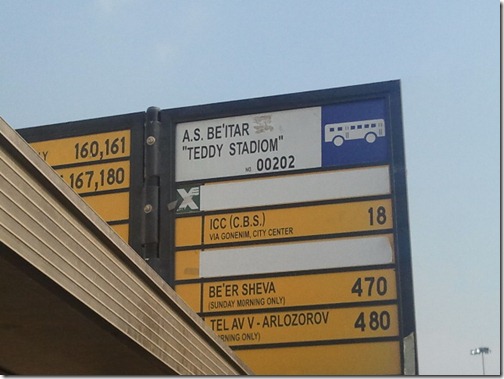 Y 160,161
167,180
A.S. BE'ITAR
"TEDDY STADIOM"
NO 00202
ICC (C.B.S.) 18
VIA GONENIM, CITY CENTER
BE'ER SHEVA 470
(SUNDAY MORNING ONLY)
TEL AV V - ARLOZOROV 480
RNING ONLY)